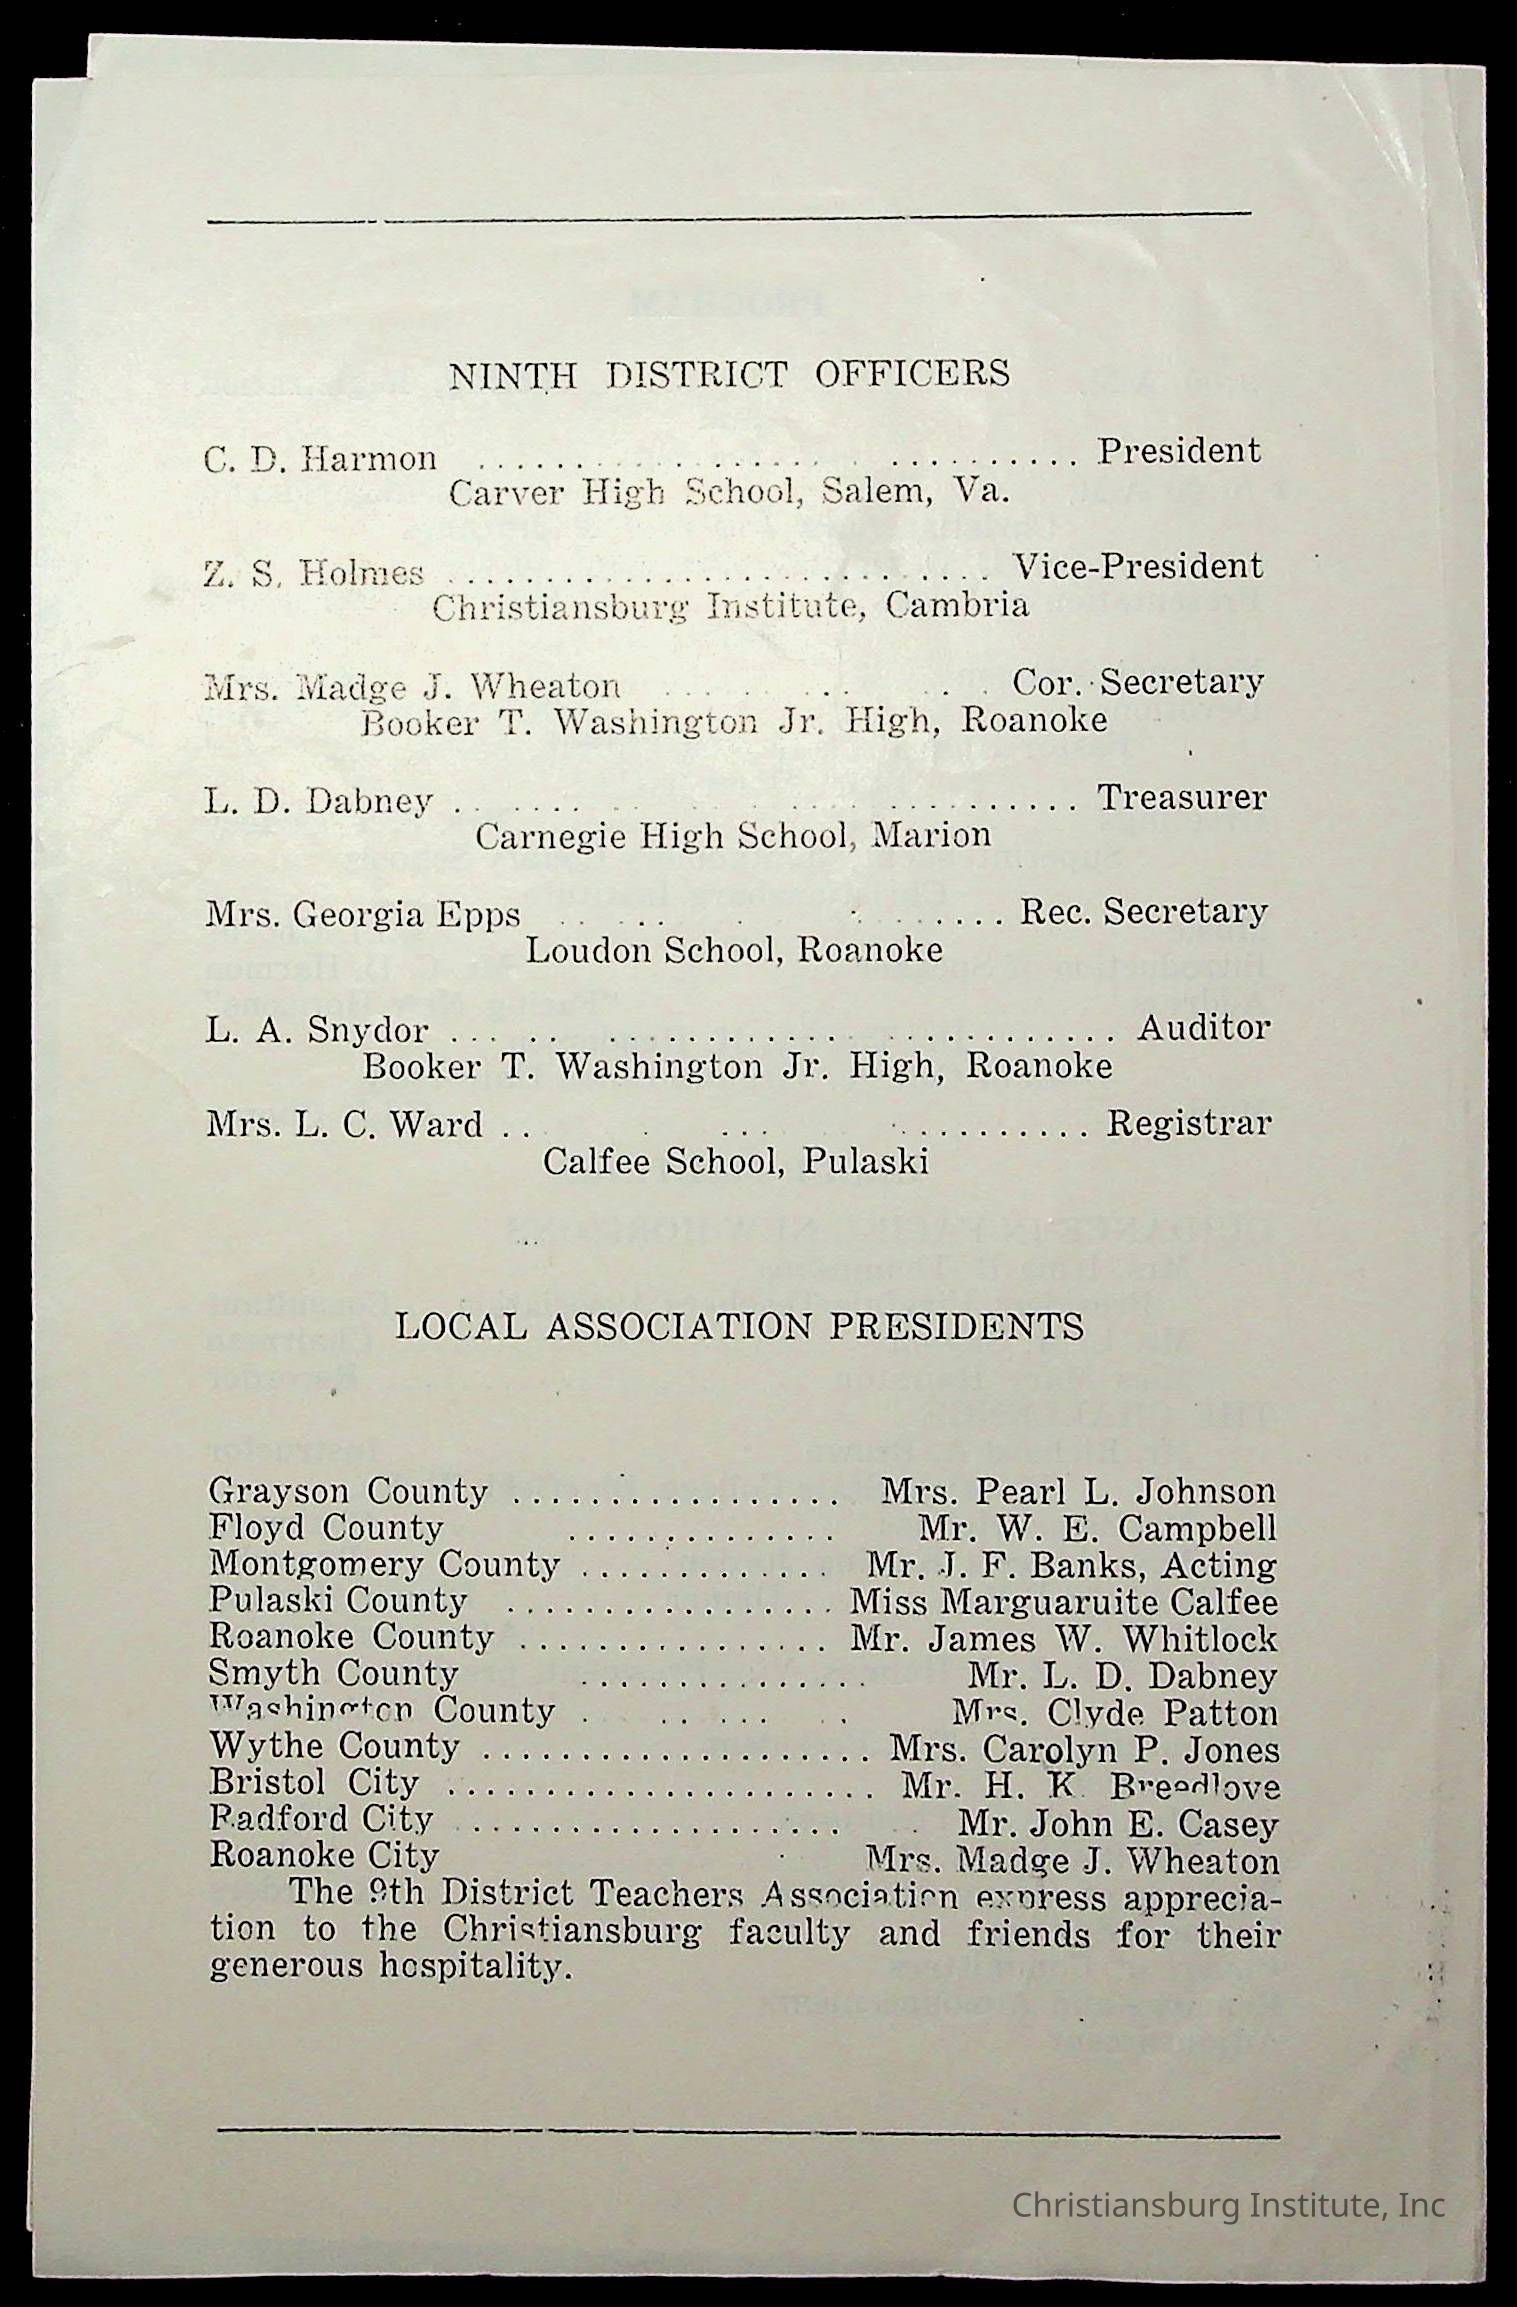 NINTH DISTRICT OFFICERS
C. D. Harmon .......................... President
Carver High School, Salem, Va.
Z. S. Holmes ............................ Vice-President
Christiansburg Institute, Cambria
Mrs. Madge J. Wheaton .......... Cor. Secretary
Booker T. Washington Jr. High, Roanoke
L. D. Dabney .......................... Treasurer
Carnegie High School, Marion
Mrs. Georgia Epps .............. Rec. Secretary
Loudon School, Roanoke
L. A. Snydor .............................. Auditor
Booker T. Washington Jr. High, Roanoke
Mrs. L. C. Ward .................. Registrar
Calfee School, Pulaski
LOCAL ASSOCIATION PRESIDENTS
Grayson County ................. Mrs. Pearl L. Johnson
Floyd County .............. Mr. W. E. Campbell
Montgomery County ............. Mr. J. F. Banks, Acting
Pulaski County ................. Miss Marguaruite Calfee
Roanoke County ................ Mr. James W. Whitlock
Smyth County ............... Mr. L. D. Dabney
Washington County ....... Mrs. Clyde Patton
Wythe County .................... Mrs. Carolyn P. Jones
Bristol City ...................... Mr. H. K. Breedlove
Radford City .................... Mr. John E. Casey
Roanoke City Mrs. Madge J. Wheaton
The 9th District Teachers Association express apprecia-
tion to the Christiansburg faculty and friends for their
generous hospitality.
Christiansburg Institute, Inc